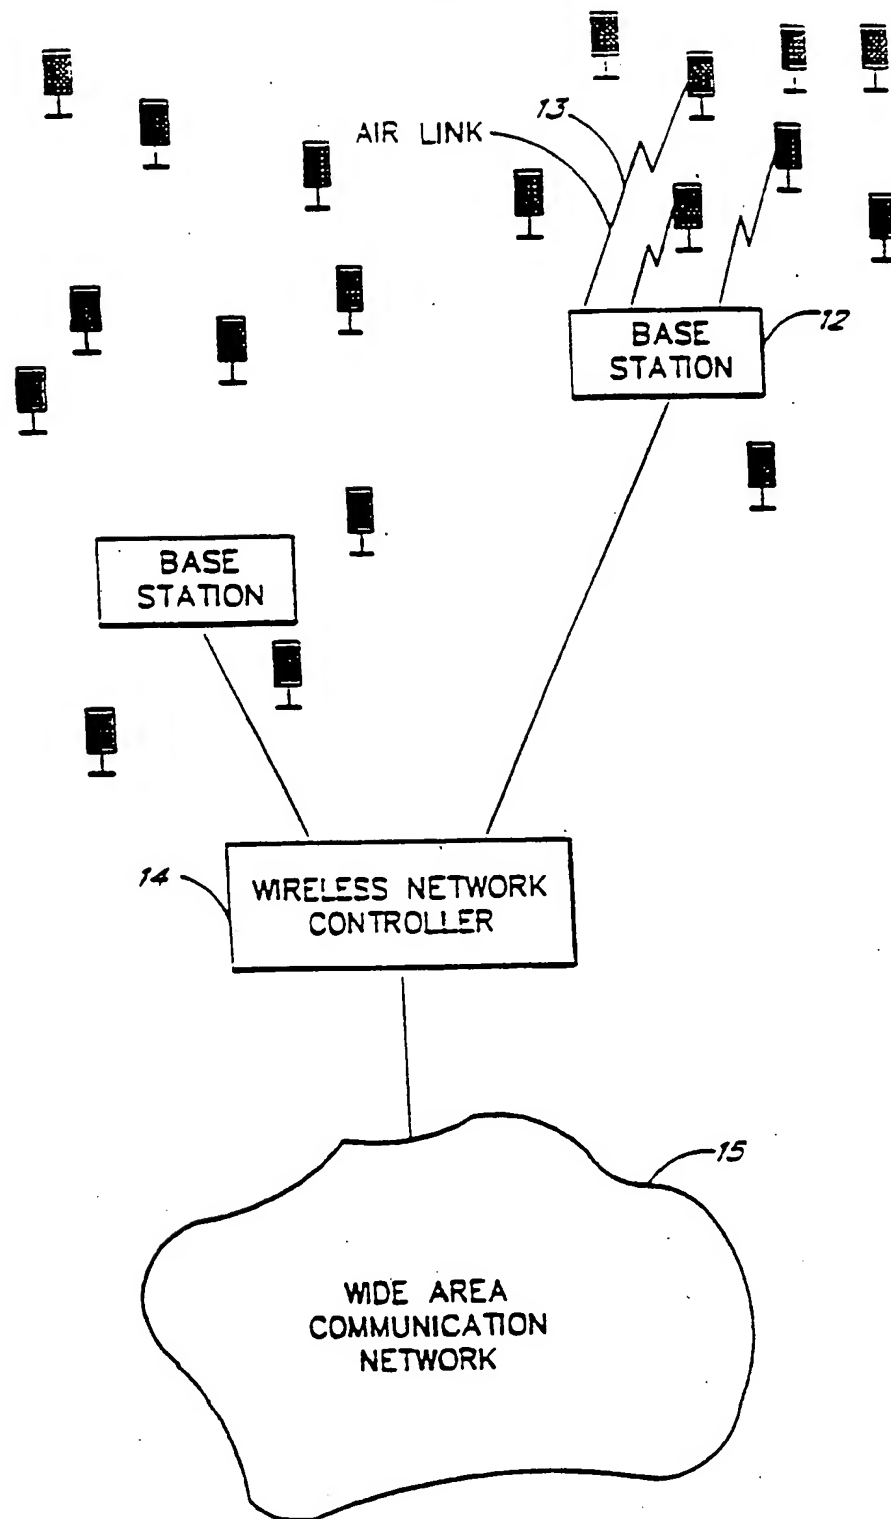 13
AIR LINK
BASE
STATION
12
BASE
STATION
14
WIRELESS NETWORK
CONTROLLER
15
WIDE AREA
COMMUNICATION
NETWORK